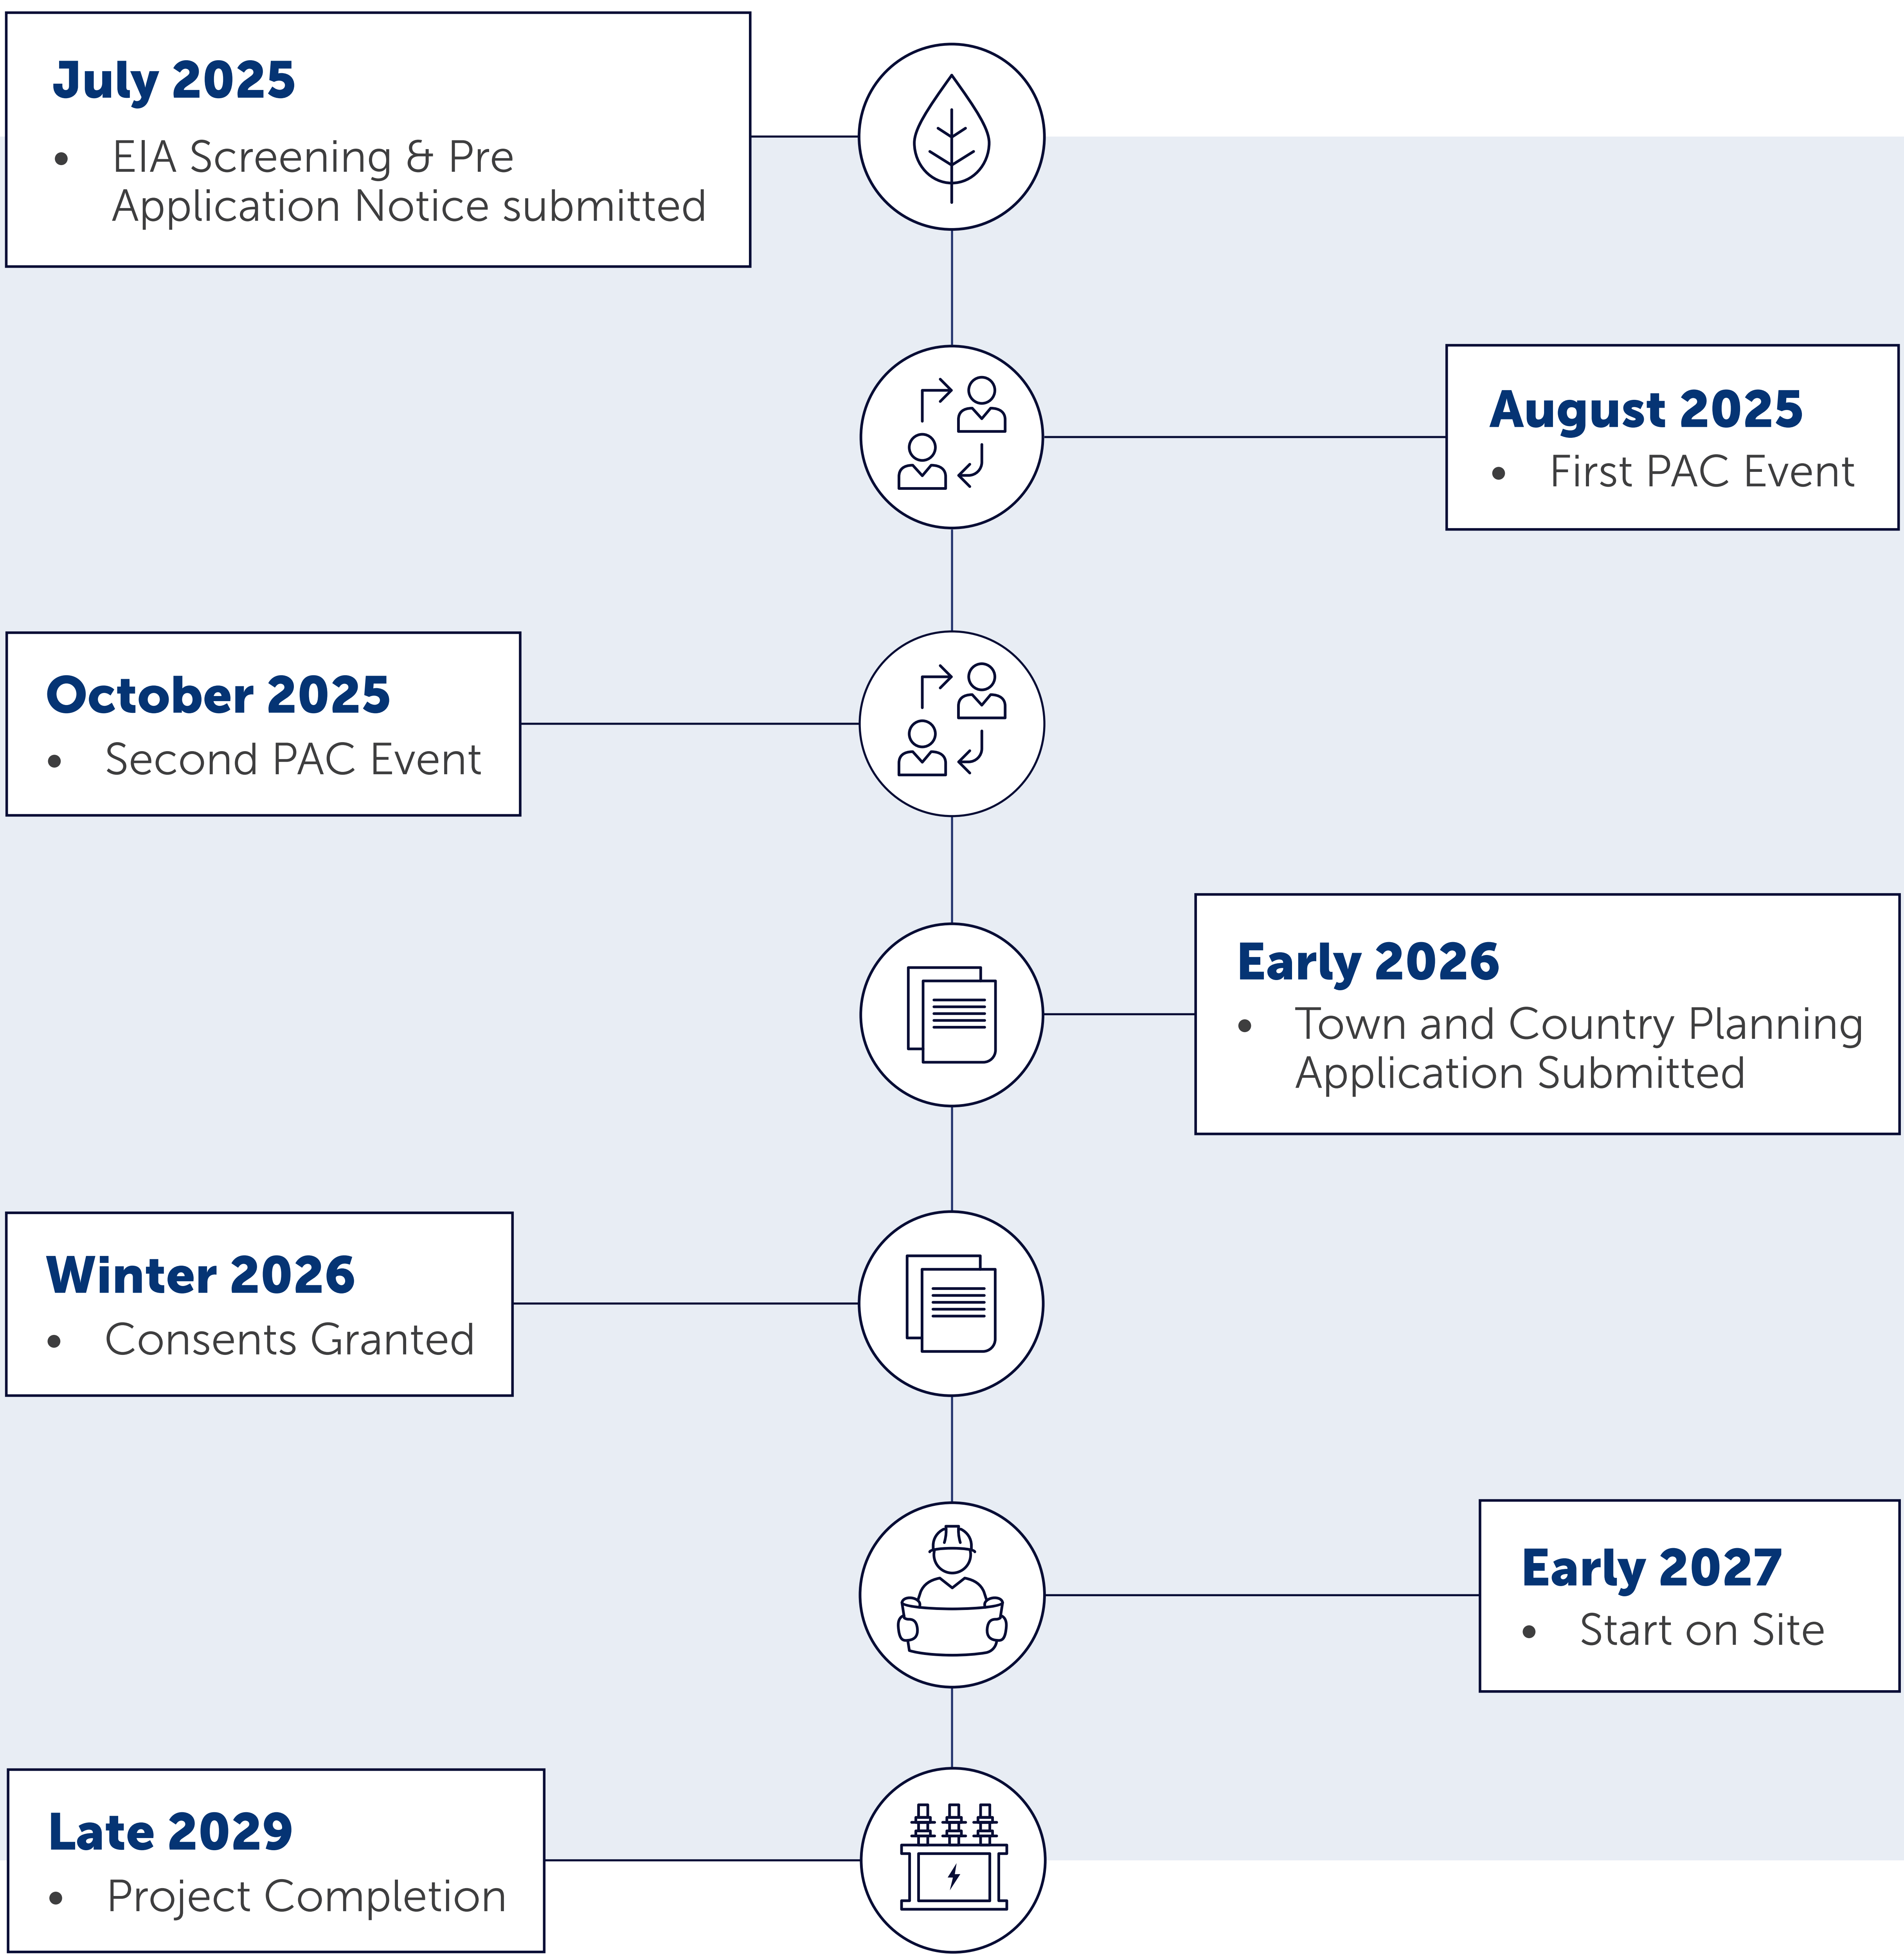 July 2025
• EIA Screening & Pre
Application Notice submitted
August 2025
• First PAC Event
October 2025
• Second PAC Event
Early 2026
• Town and Country Planning
Application Submitted
Winter 2026
• Consents Granted
Early 2027
• Start on Site
Late 2029
• Project Completion